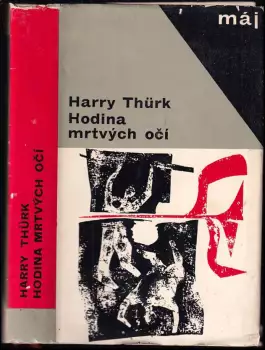 máj
Harry Thürk
Hodina
mrtvých očí
HARRY THÜRK
HODINA MRTVÝCH OČÍ